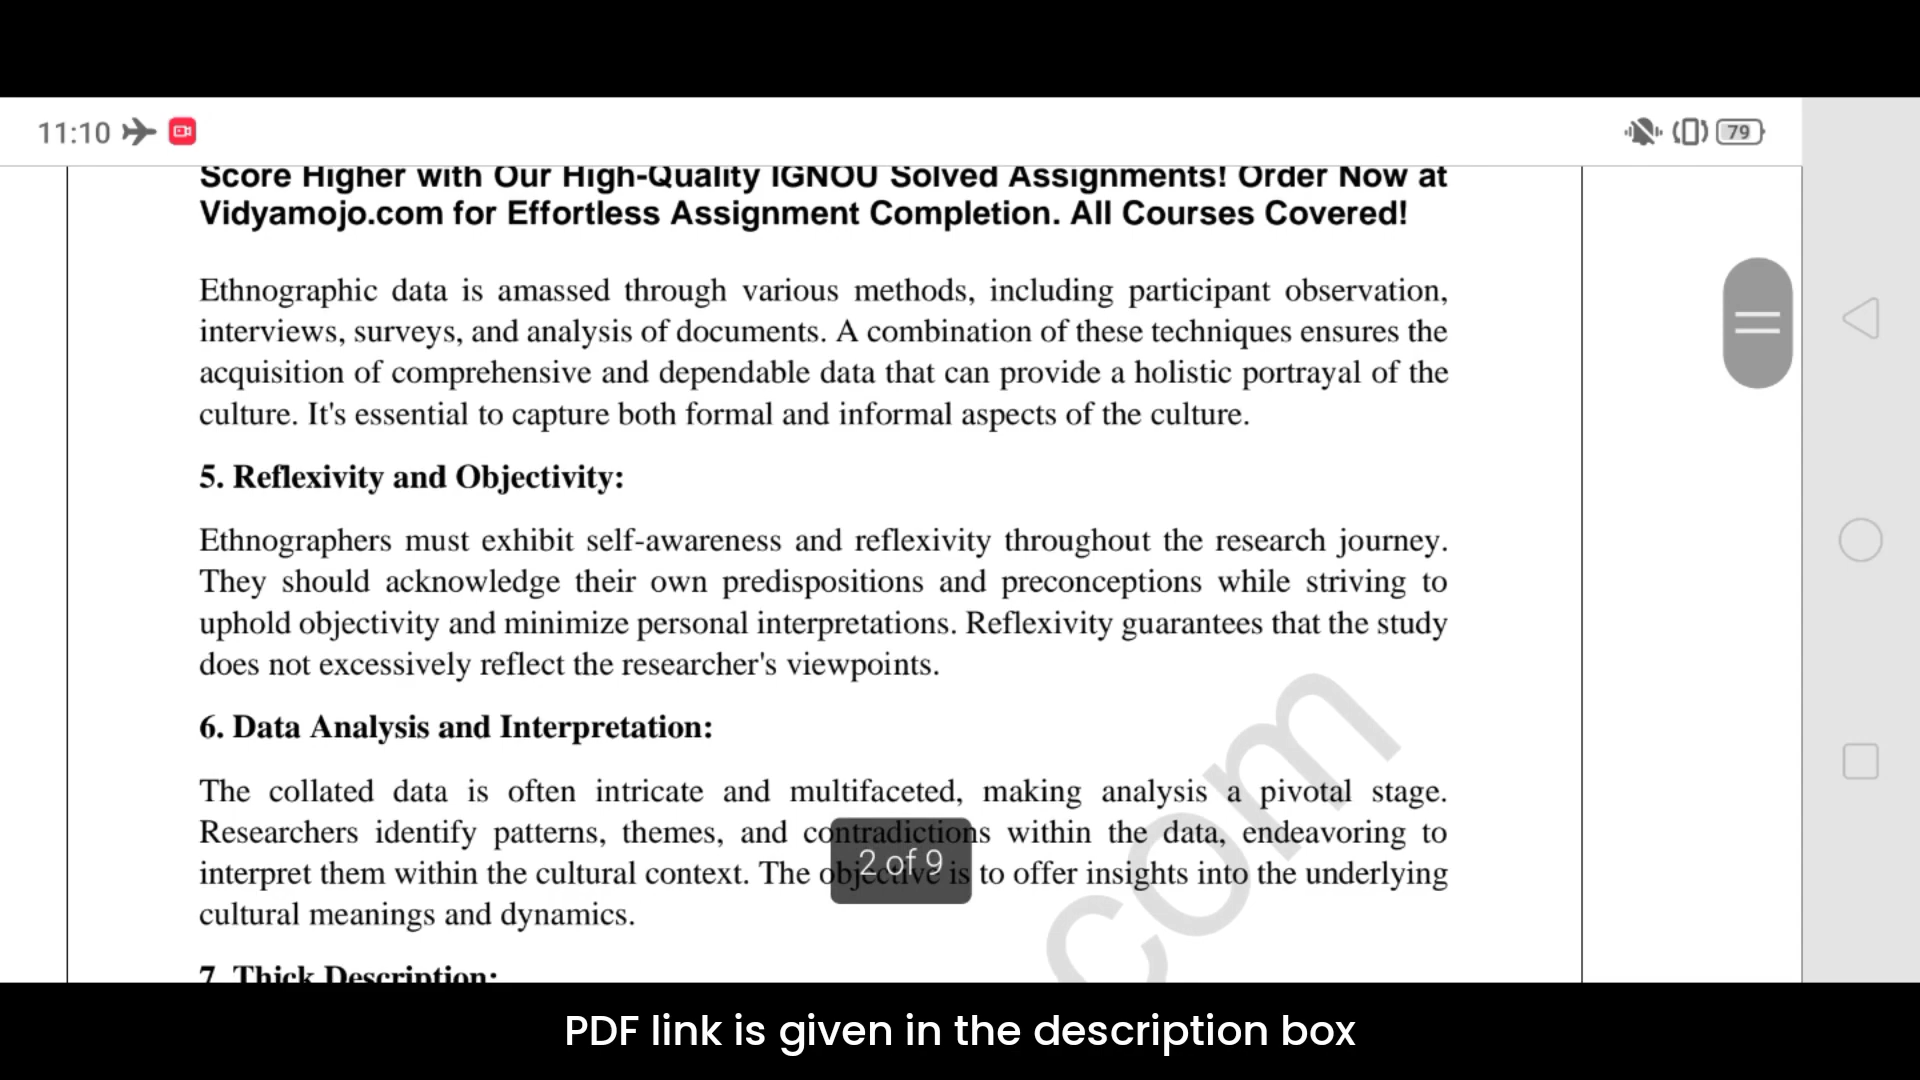 11:10
79
Score Higher with Our High-Quality IGNOU Solved Assignments! Order Now at
Vidyamojo.com for Effortless Assignment Completion. All Courses Covered!
Ethnographic data is amassed through various methods, including participant observation,
interviews, surveys, and analysis of documents. A combination of these techniques ensures the
acquisition of comprehensive and dependable data that can provide a holistic portrayal of the
culture. It's essential to capture both formal and informal aspects of the culture.
5. Reflexivity and Objectivity:
Ethnographers must exhibit self-awareness and reflexivity throughout the research journey.
They should acknowledge their own predispositions and preconceptions while striving to
uphold objectivity and minimize personal interpretations. Reflexivity guarantees that the study
does not excessively reflect the researcher's viewpoints.
6. Data Analysis and Interpretation:
The collated data is often intricate and multifaceted, making analysis a pivotal stage.
Researchers identify patterns, themes, and contradictions within the data, endeavoring to
interpret them within the cultural context. The objective is to offer insights into the underlying
cultural meanings and dynamics.
2 of 9
7. Thick Description:
com
PDF link is given in the description box